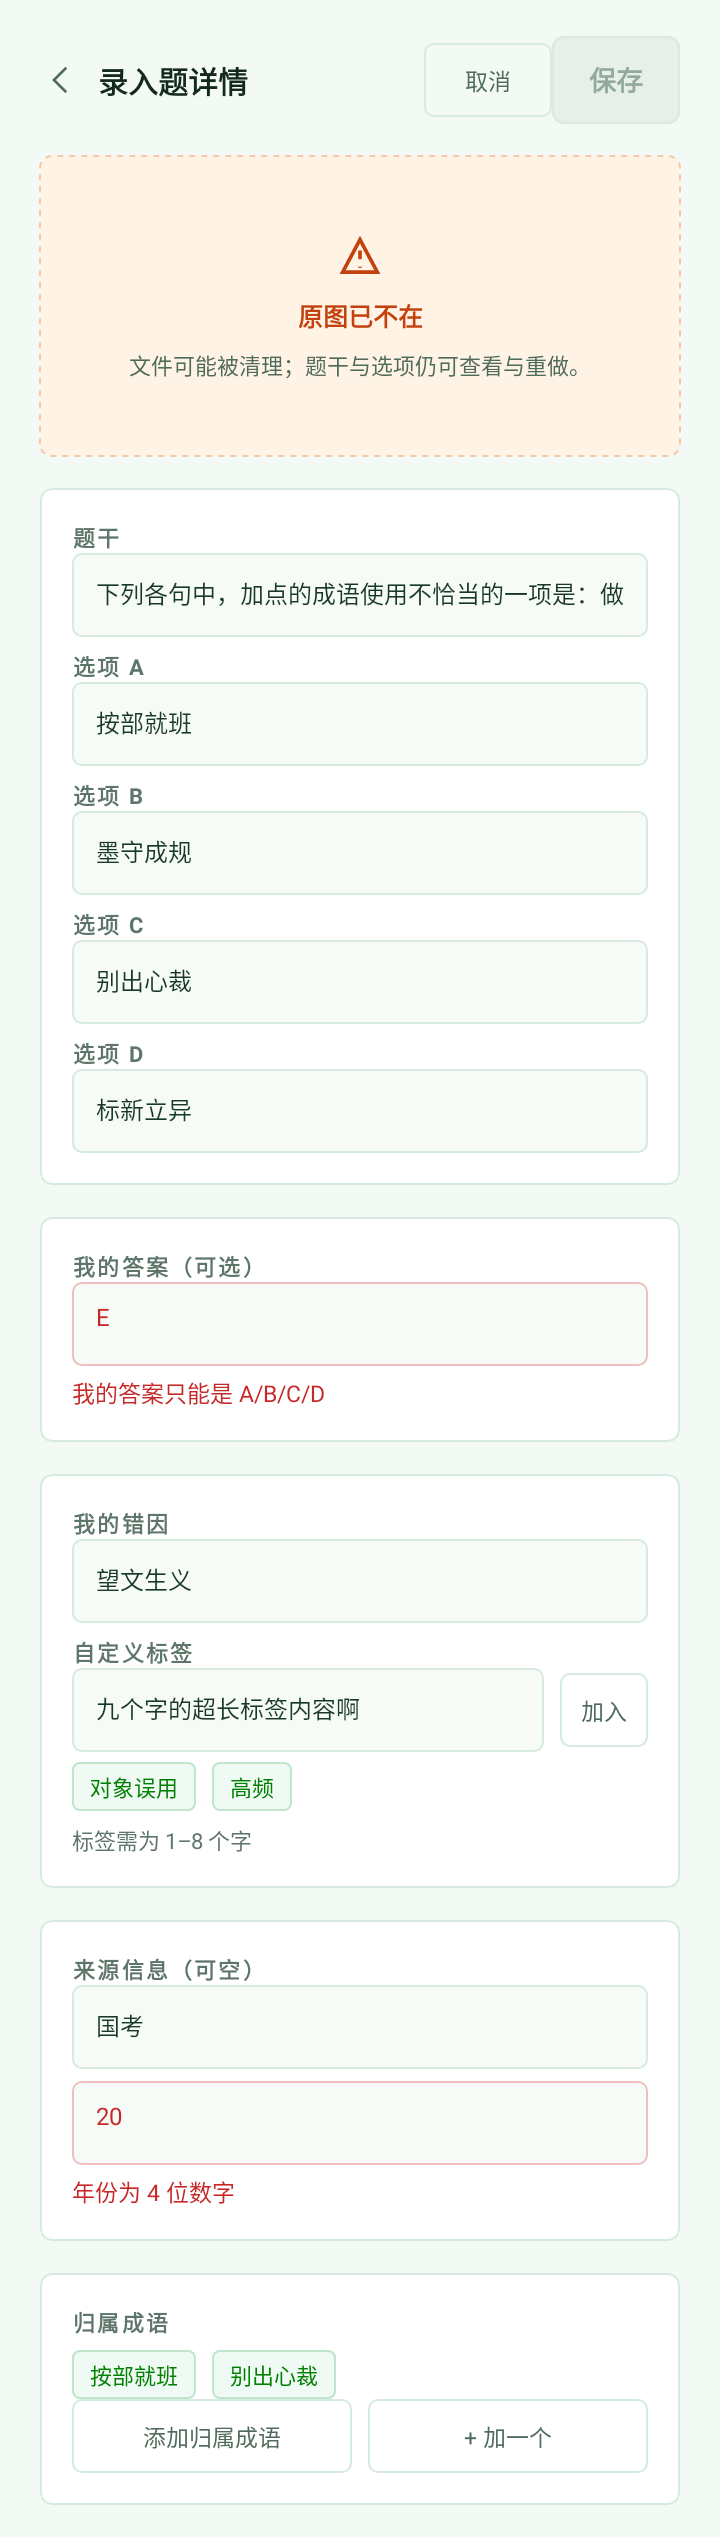 录入题详情
取消
保存
原图已不在
文件可能被清理；题干与选项仍可查看与重做。
题干
下列各句中，加点的成语使用不恰当的一项是：做
选项 A
按部就班
选项 B
墨守成规
选项 C
别出心裁
选项 D
标新立异
我的答案（可选）
E
我的答案只能是 A/B/C/D
我的错因
望文生义
自定义标签
九个字的超长标签内容啊
加入
对象误用
高频
标签需为 1–8 个字
来源信息（可空）
国考
20
年份为 4 位数字
归属成语
按部就班
别出心裁
添加归属成语
+ 加一个